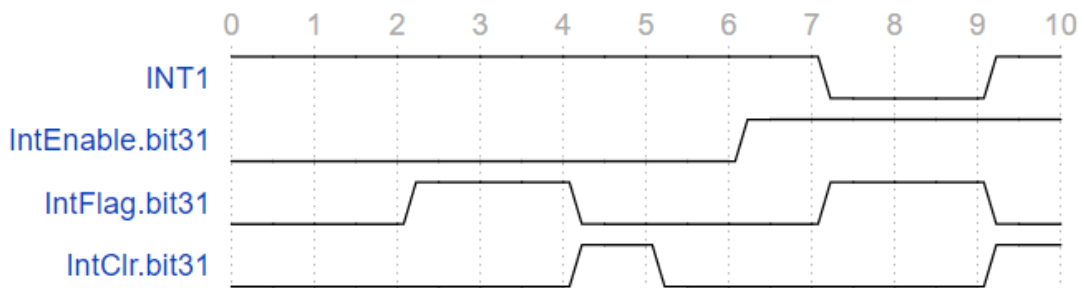 0 1 2 3 4 5 6 7 8 9 10
INT1
IntEnable.bit31
IntFlag.bit31
IntClr.bit31